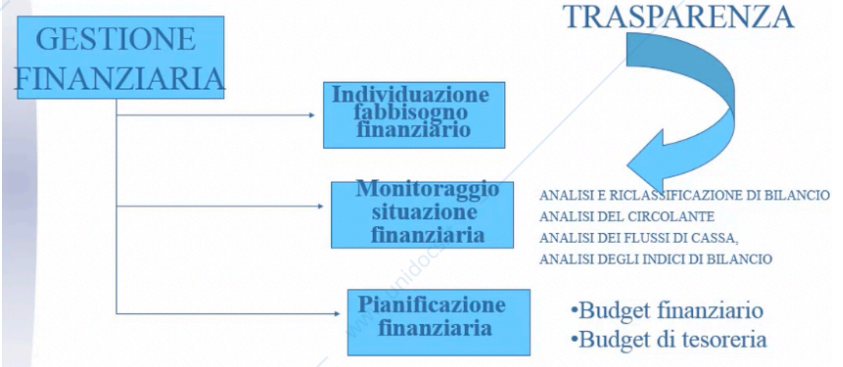 GESTIONE
FINANZIARIA
TRASPARENZA
Individuazione
fabbisogno
finanziario
Monitoraggio
situazione
finanziaria
ANALISI E RICLASSIFICAZIONE DI BILANCIO
ANALISI DEL CIRCOLANTE
ANALISI DEI FLUSSI DI CASSA,
ANALISI DEGLI INDICI DI BILANCIO
Pianificazione
finanziaria
•Budget finanziario
•Budget di tesoreria